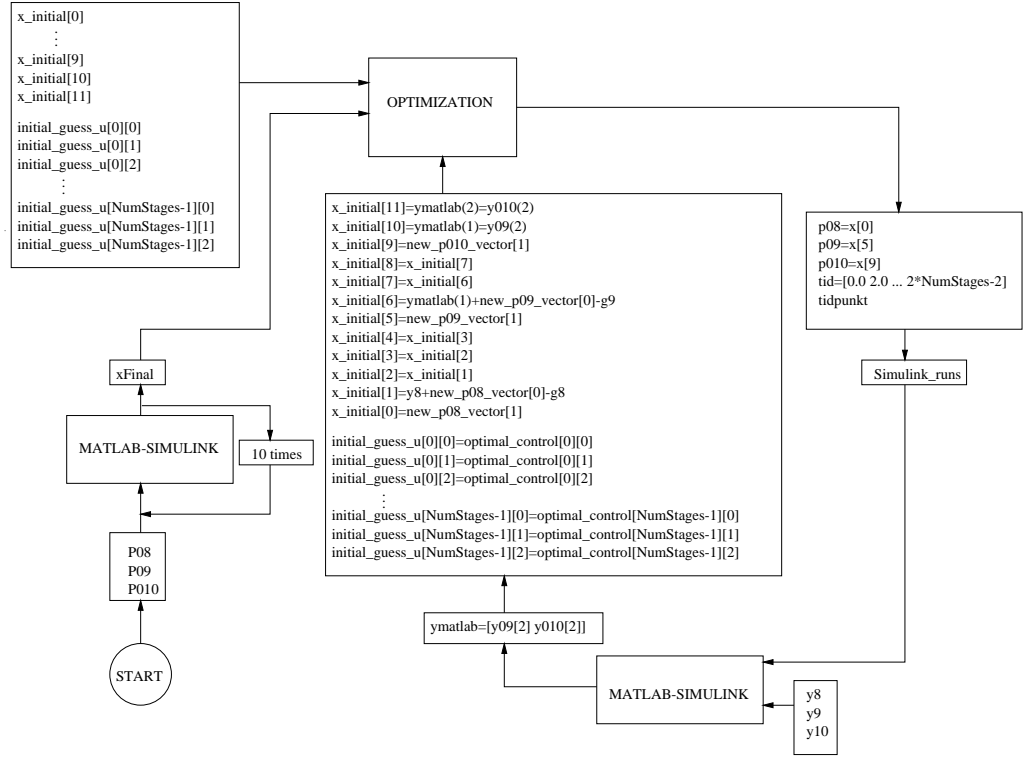 x_initial[0]
⋮
x_initial[9]
x_initial[10]
x_initial[11]
initial_guess_u[0][0]
initial_guess_u[0][1]
initial_guess_u[0][2]
⋮
initial_guess_u[NumStages-1][0]
initial_guess_u[NumStages-1][1]
initial_guess_u[NumStages-1][2]
OPTIMIZATION
x_initial[11]=ymatlab(2)=y010(2)
x_initial[10]=ymatlab(1)=y09(2)
x_initial[9]=new_p010_vector[1]
x_initial[8]=x_initial[7]
x_initial[7]=x_initial[6]
x_initial[6]=ymatlab(1)+new_p09_vector[0]-g9
x_initial[5]=new_p09_vector[1]
x_initial[4]=x_initial[3]
x_initial[3]=x_initial[2]
x_initial[2]=x_initial[1]
x_initial[1]=y8+new_p08_vector[0]-g8
x_initial[0]=new_p08_vector[1]
initial_guess_u[0][0]=optimal_control[0][0]
initial_guess_u[0][1]=optimal_control[0][1]
initial_guess_u[0][2]=optimal_control[0][2]
⋮
initial_guess_u[NumStages-1][0]=optimal_control[NumStages-1][0]
initial_guess_u[NumStages-1][1]=optimal_control[NumStages-1][1]
initial_guess_u[NumStages-1][2]=optimal_control[NumStages-1][2]
p08=x[0]
p09=x[5]
p010=x[9]
tid=[0.0 2.0 ... 2*NumStages-2]
tidpunkt
Simulink_runs
xFinal
MATLAB-SIMULINK
10 times
P08
P09
P010
START
ymatlab=[y09[2] y010[2]]
MATLAB-SIMULINK
y8
y9
y10